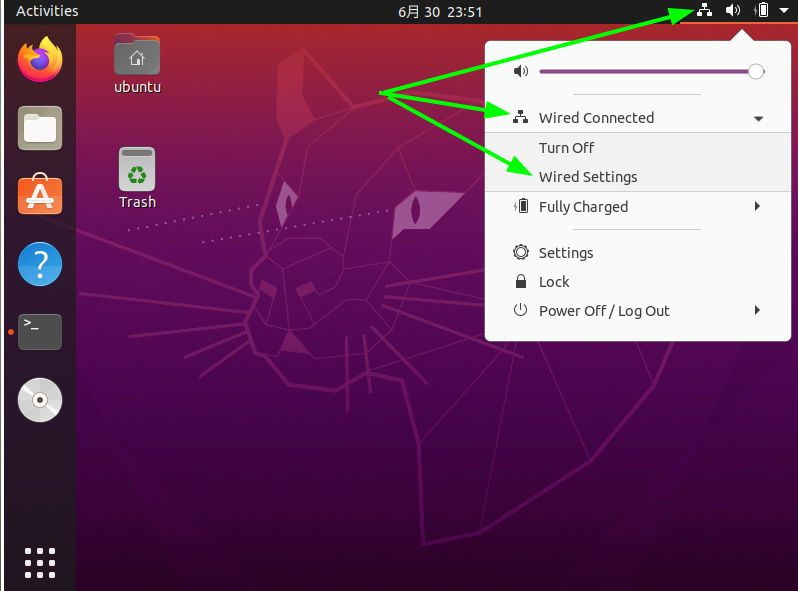 Activities
6月 30 23:51
ubuntu
Trash
Wired Connected
Turn Off
Wired Settings
Fully Charged
Settings
Lock
Power Off / Log Out